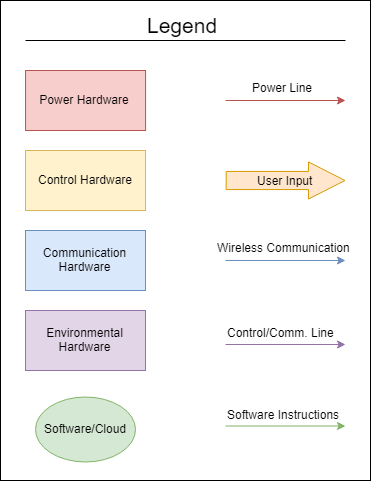 Legend
Power Hardware
Power Line
Control Hardware
User Input
Communication
Hardware
Wireless Communication
Environmental
Hardware
Control/Comm. Line
Software/Cloud
Software Instructions